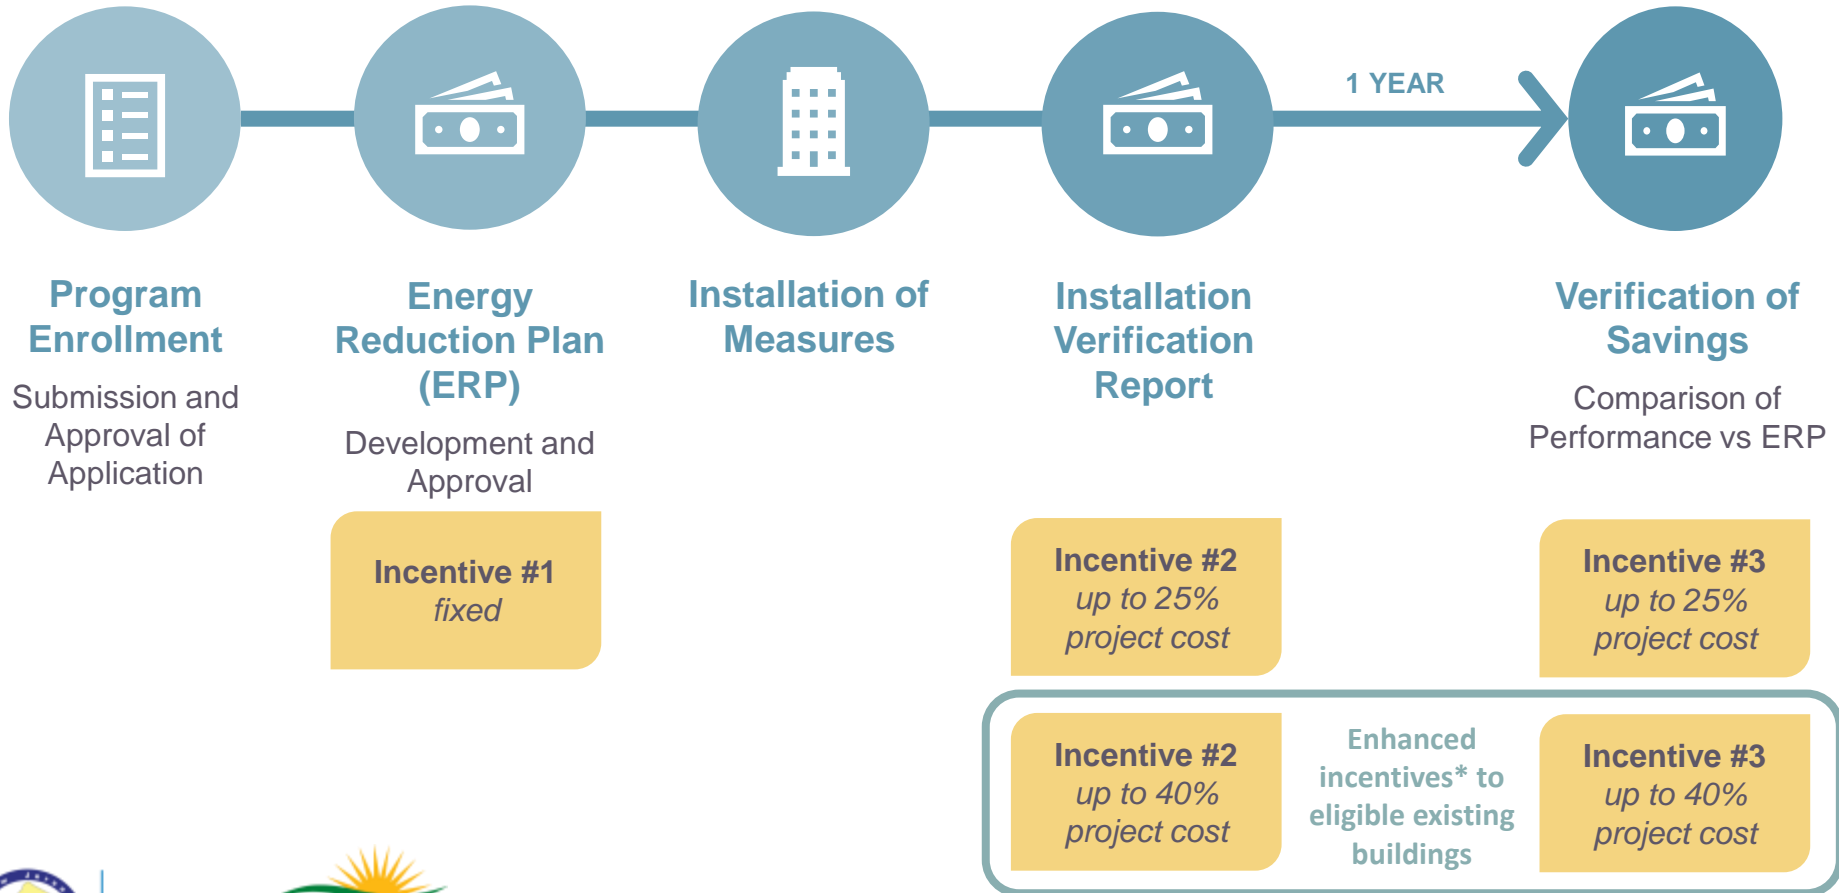 1 YEAR
Program
Enrollment
Submission and
Approval of
Application
Energy
Reduction Plan
(ERP)
Development and
Approval
Incentive #1
fixed
Installation of
Measures
Installation
Verification
Report
Incentive #2
up to 25%
project cost
Verification of
Savings
Comparison of
Performance vs ERP
Incentive #3
up to 25%
project cost
Incentive #2
up to 40%
project cost
Enhanced
incentives* to
eligible existing
buildings
Incentive #3
up to 40%
project cost